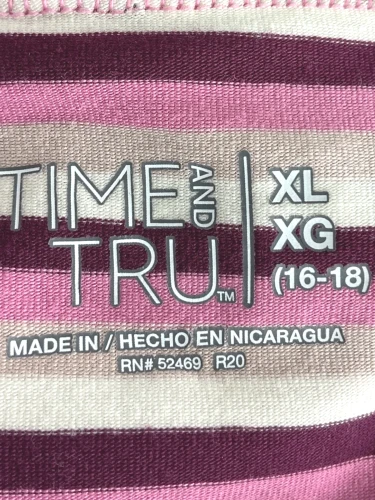 TIME AND
TRU™
XL
XG
(16-18)
MADE IN / HECHO EN NICARAGUA
RN# 52469 R20